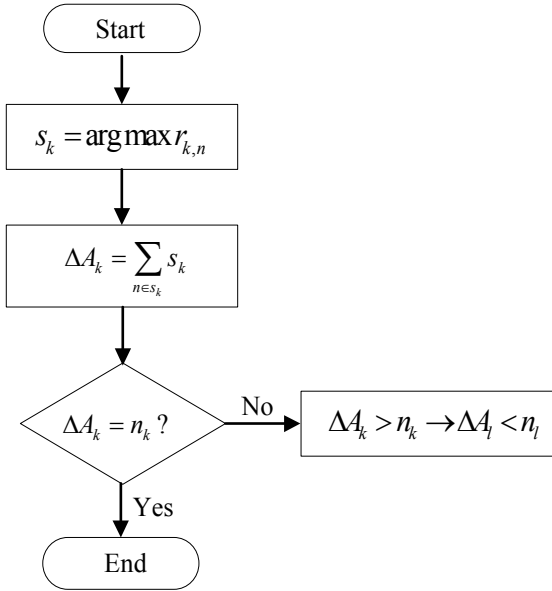 Start
s_k = arg max r_{k,n}
ΔA_k = ∑_{n∈s_k} s_k
ΔA_k = n_k ?
No
ΔA_k > n_k → ΔA_l < n_l
Yes
End